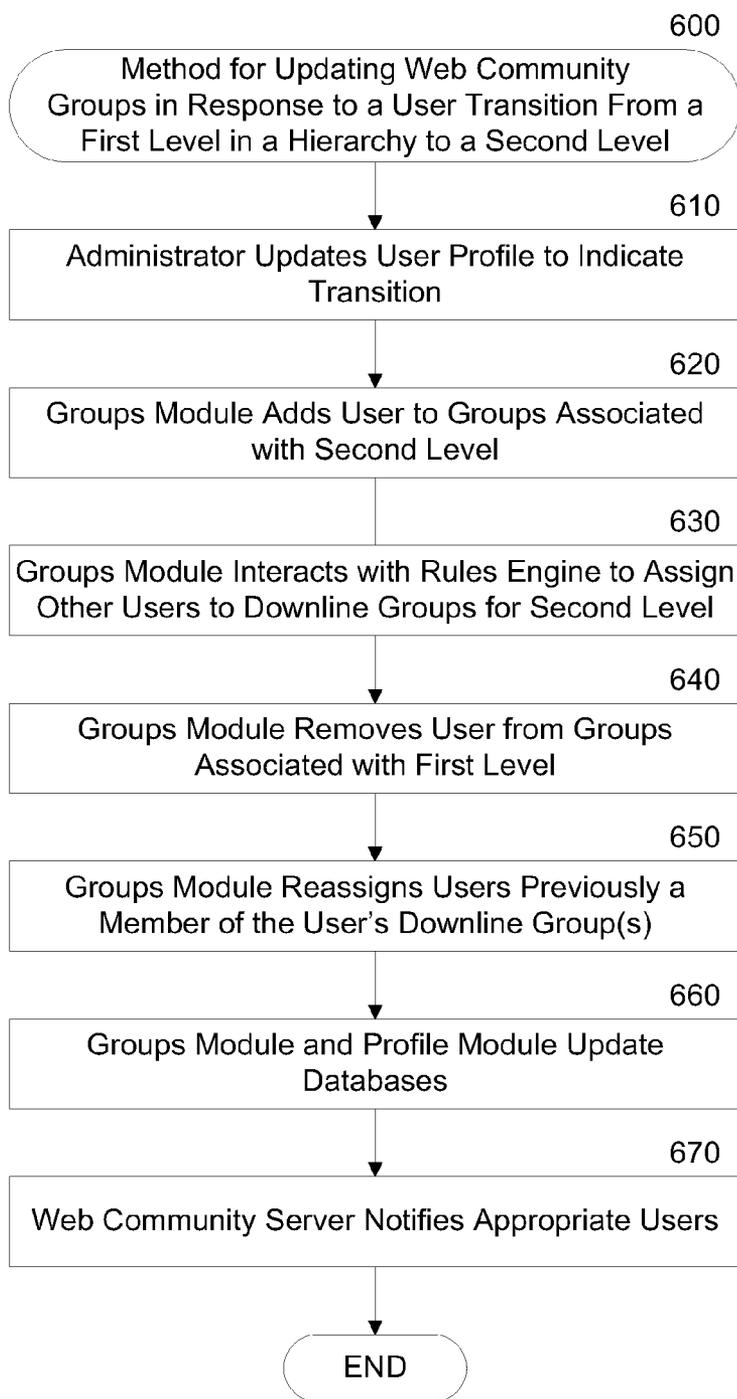 600
Method for Updating Web Community
Groups in Response to a User Transition From a
First Level in a Hierarchy to a Second Level
610
Administrator Updates User Profile to Indicate
Transition
620
Groups Module Adds User to Groups Associated
with Second Level
630
Groups Module Interacts with Rules Engine to Assign
Other Users to Downline Groups for Second Level
640
Groups Module Removes User from Groups
Associated with First Level
650
Groups Module Reassigns Users Previously a
Member of the User's Downline Group(s)
660
Groups Module and Profile Module Update
Databases
670
Web Community Server Notifies Appropriate Users
END